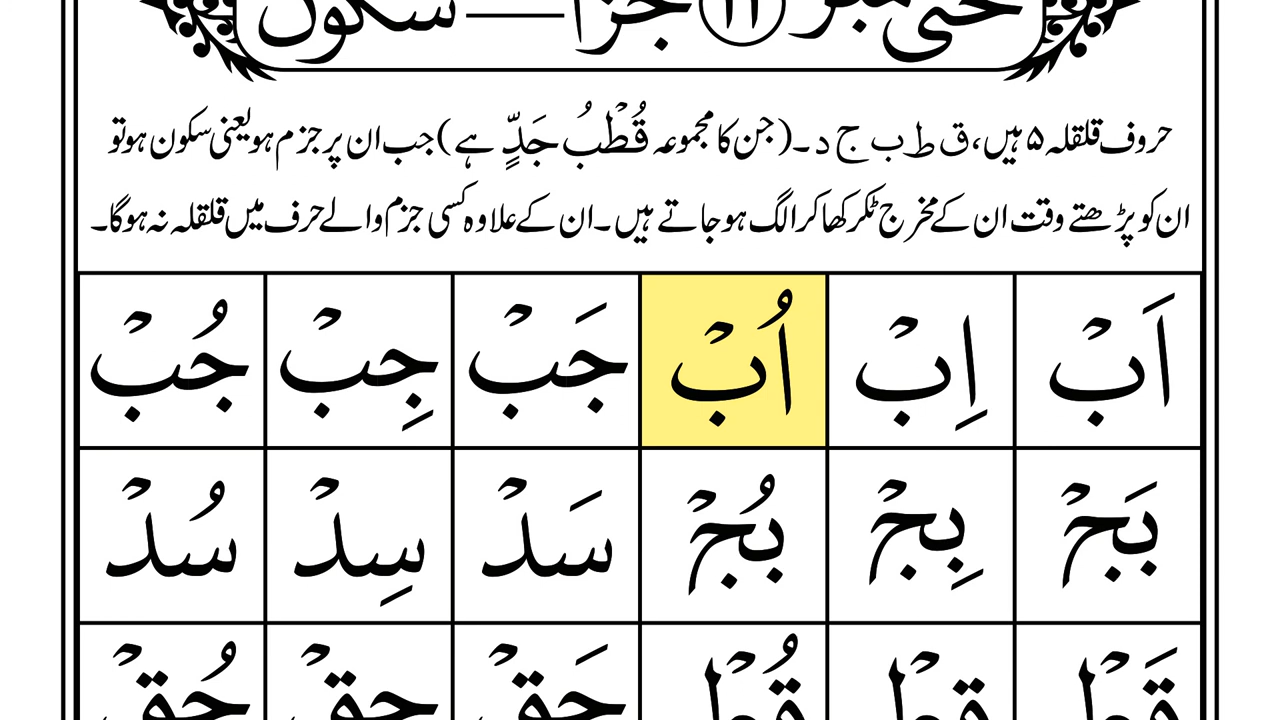 تختی نمبر ۱۱ جزم — سکون
حروف قلقلہ ۵ ہیں، ق ط ب ج د۔ (جن کا مجموعہ قُطْبُ جَدٍّ ہے) جب ان پر جزم ہو یعنی سکون ہو تو
ان کو پڑھتے وقت ان کے مخرج ٹکر کھا کر الگ ہو جاتے ہیں۔ ان کے علاوہ کسی جزم والے حرف میں قلقلہ نہ ہوگا۔
اَبْ اِبْ اُبْ جَبْ جِبْ جُبْ
بَجْ بِجْ بُجْ سَدْ سِدْ سُدْ
قَطْ قِطْ قُطْ حَقْ حِقْ حُقْ